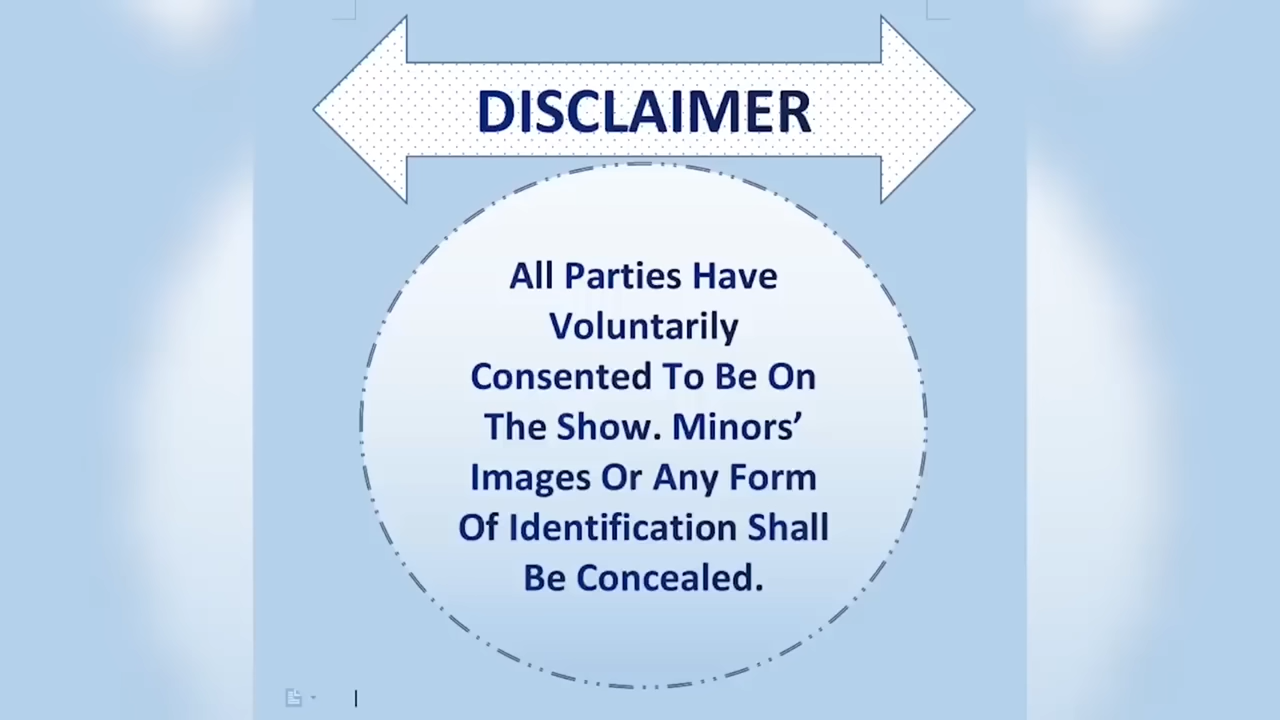 DISCLAIMER
All Parties Have
Voluntarily
Consented To Be On
The Show. Minors’
Images Or Any Form
Of Identification Shall
Be Concealed.